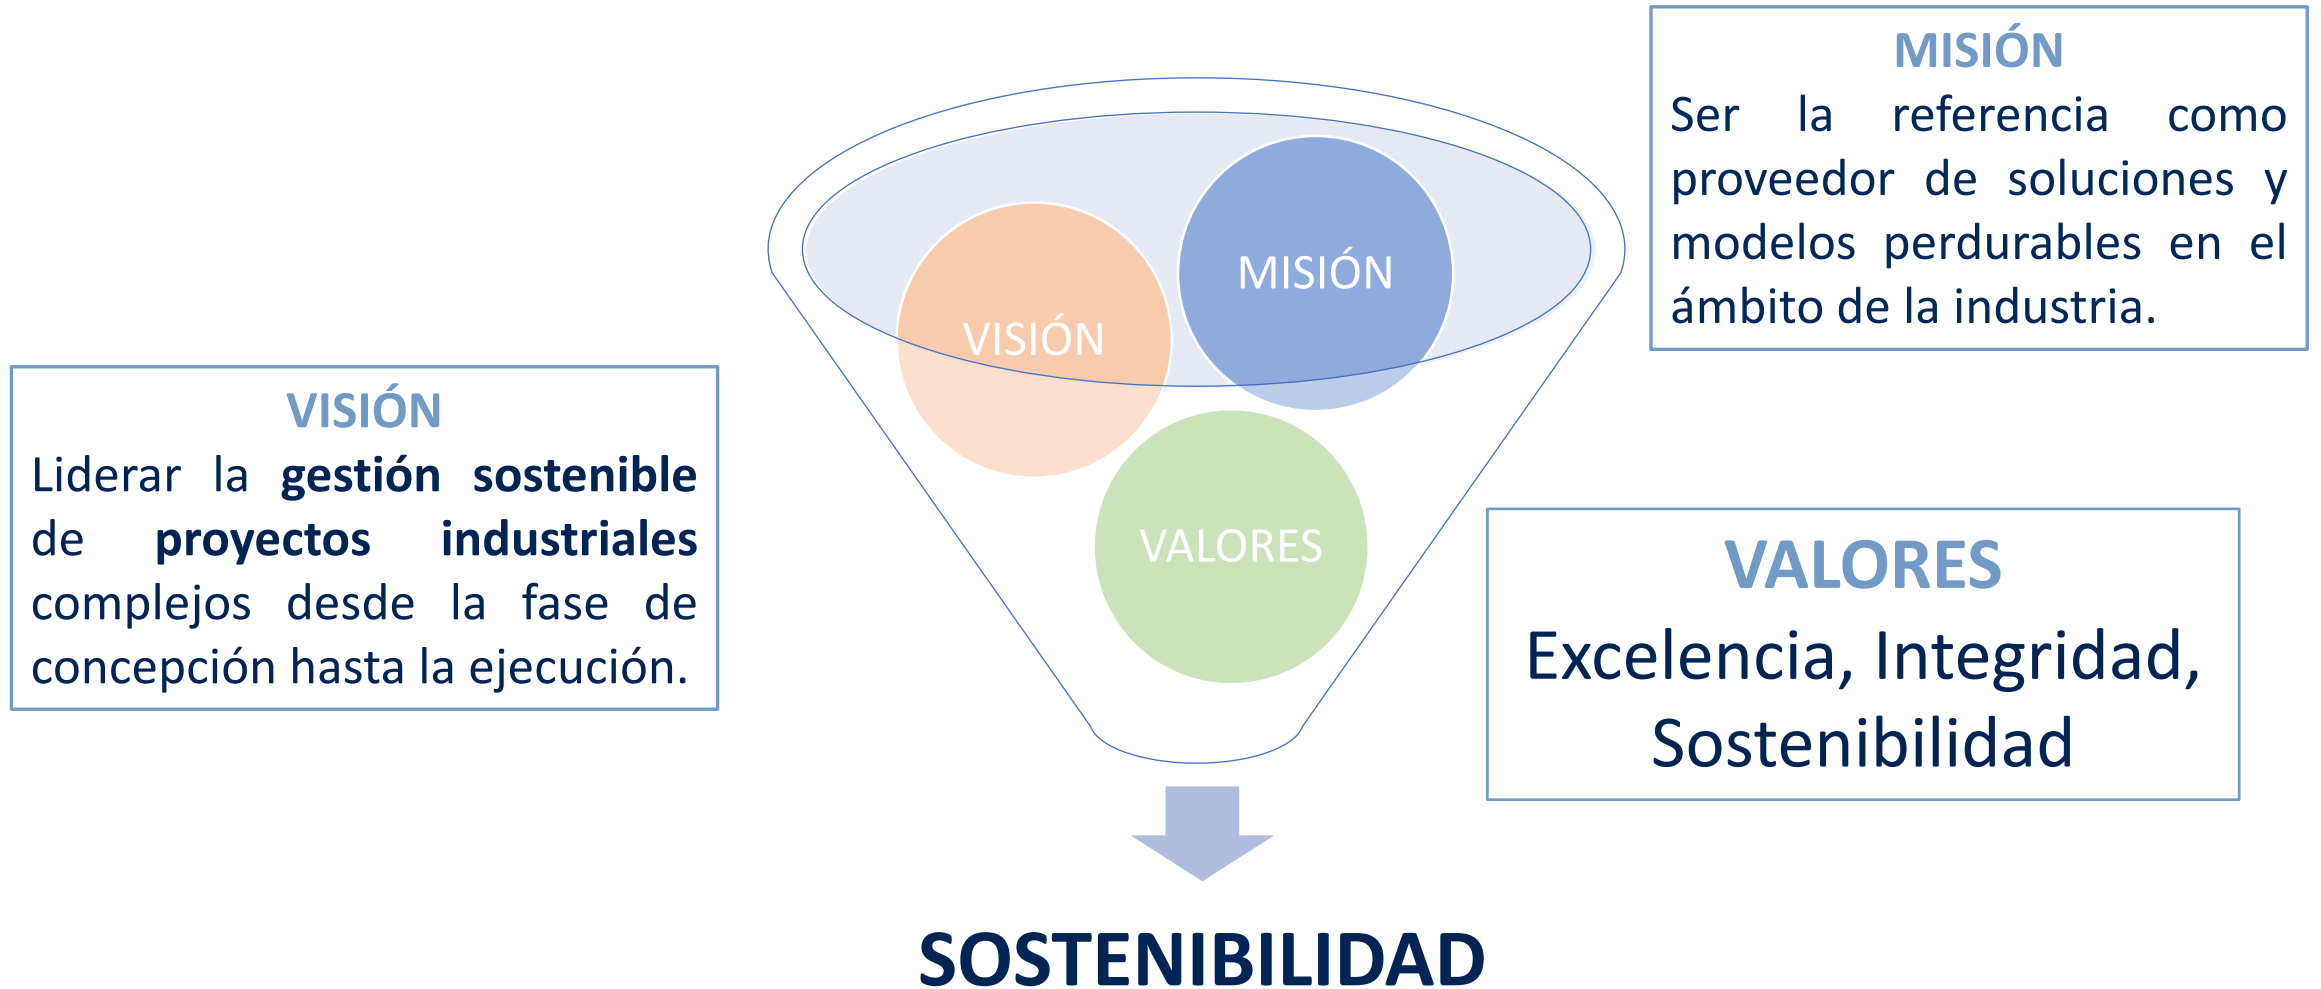 MISIÓN
Ser la referencia como
proveedor de soluciones y
modelos perdurables en el
ámbito de la industria.
MISIÓN
VISIÓN
VALORES
VISIÓN
Liderar la gestión sostenible
de proyectos industriales
complejos desde la fase de
concepción hasta la ejecución.
VALORES
Excelencia, Integridad,
Sostenibilidad
SOSTENIBILIDAD